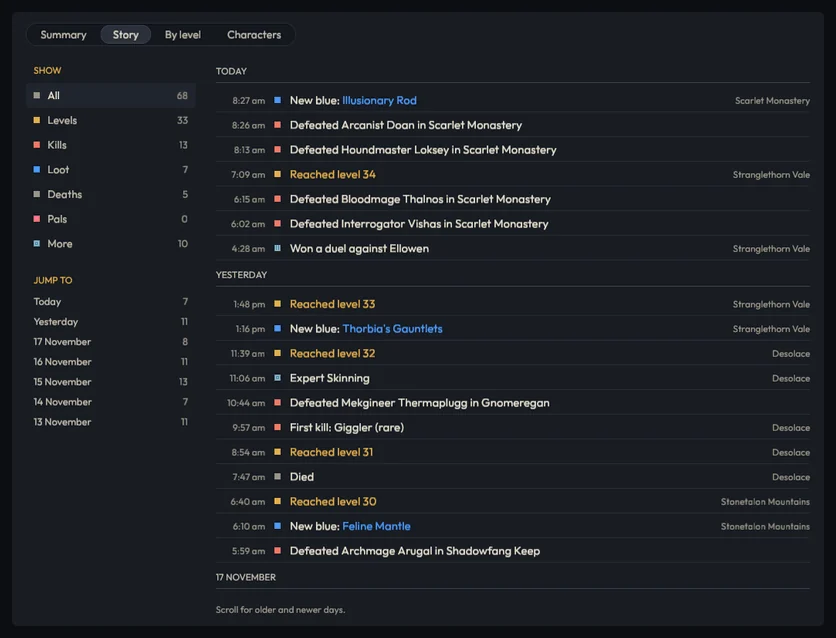 Summary Story By level Characters
SHOW
All 68
Levels 33
Kills 13
Loot 7
Deaths 5
Pals 0
More 10
JUMP TO
Today 7
Yesterday 11
17 November 8
16 November 11
15 November 13
14 November 7
13 November 11
TODAY
8:27 am New blue: Illusionary Rod Scarlet Monastery
8:26 am Defeated Arcanist Doan in Scarlet Monastery
8:13 am Defeated Houndmaster Loksey in Scarlet Monastery
7:09 am Reached level 34 Stranglethorn Vale
6:15 am Defeated Bloodmage Thalnos in Scarlet Monastery
6:02 am Defeated Interrogator Vishas in Scarlet Monastery
4:28 am Won a duel against Ellowen Stranglethorn Vale
YESTERDAY
1:48 pm Reached level 33 Stranglethorn Vale
1:16 pm New blue: Thorbia's Gauntlets Stranglethorn Vale
11:39 am Reached level 32 Desolace
11:06 am Expert Skinning Desolace
10:44 am Defeated Mekgineer Thermaplugg in Gnomeregan
9:57 am First kill: Giggler (rare) Desolace
8:54 am Reached level 31 Desolace
7:47 am Died Desolace
6:40 am Reached level 30 Stonetalon Mountains
6:10 am New blue: Feline Mantle Stonetalon Mountains
5:59 am Defeated Archmage Arugal in Shadowfang Keep
17 NOVEMBER
Scroll for older and newer days.